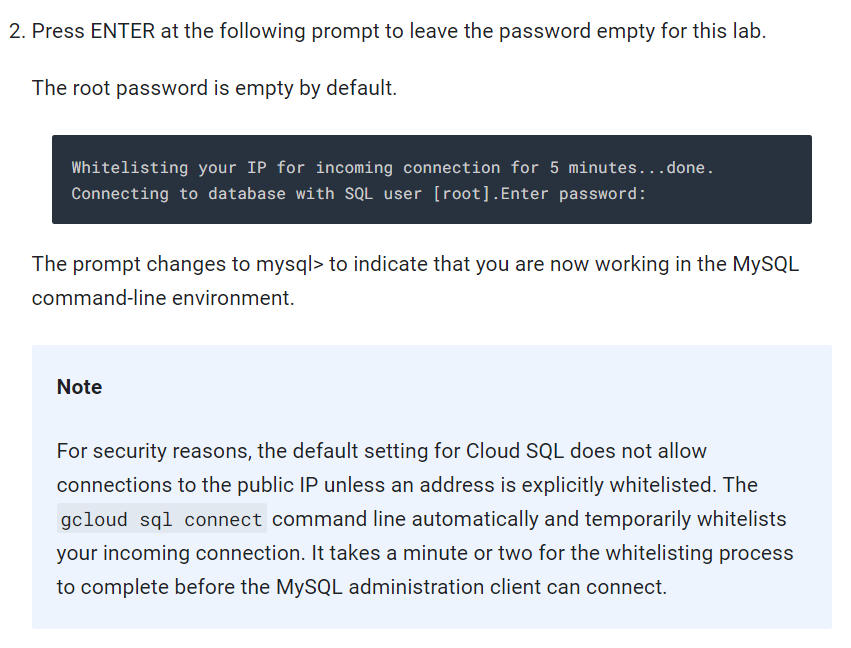 2. Press ENTER at the following prompt to leave the password empty for this lab.
The root password is empty by default.
Whitelisting your IP for incoming connection for 5 minutes...done.
Connecting to database with SQL user [root].Enter password:
The prompt changes to mysql> to indicate that you are now working in the MySQL
command-line environment.
Note
For security reasons, the default setting for Cloud SQL does not allow
connections to the public IP unless an address is explicitly whitelisted. The
gcloud sql connect command line automatically and temporarily whitelists
your incoming connection. It takes a minute or two for the whitelisting process
to complete before the MySQL administration client can connect.